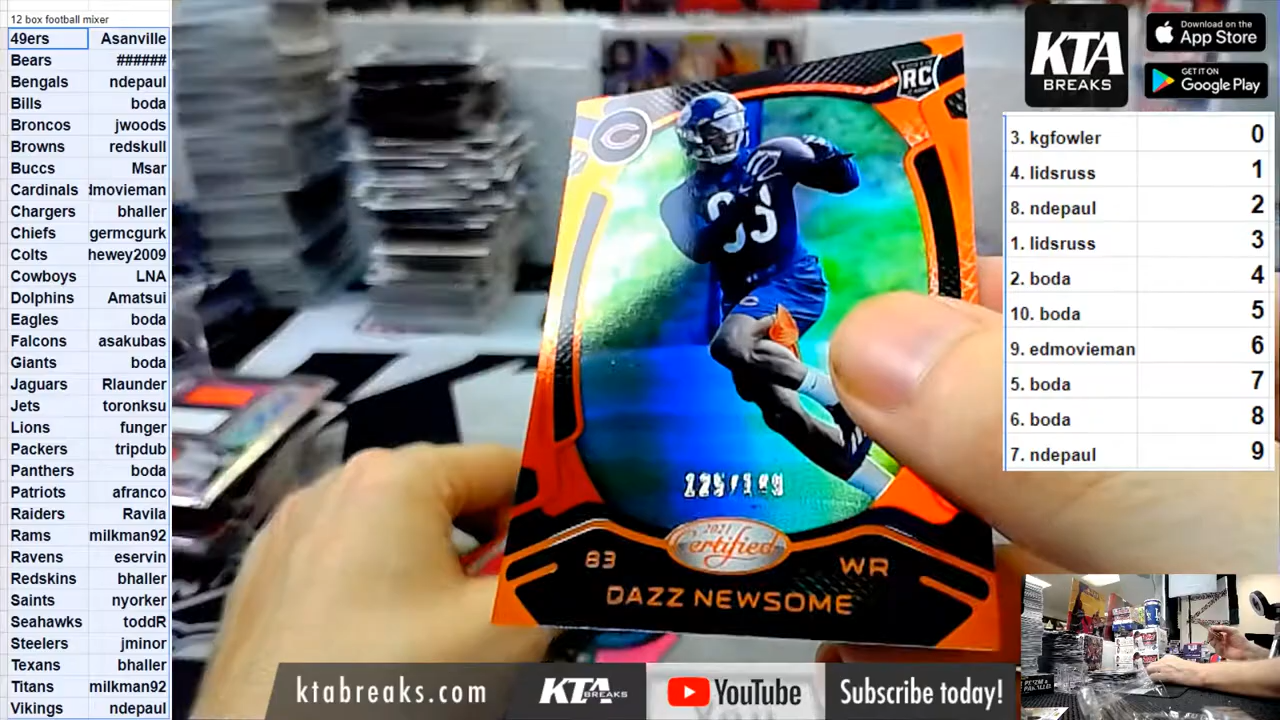 12 box football mixer
49ers Asanville
Bears ######
Bengals ndepaul
Bills boda
Broncos jwoods
Browns redskull
Buccs Msar
Cardinals dmovieman
Chargers bhaller
Chiefs germcgurk
Colts hewey2009
Cowboys LNA
Dolphins Amatsui
Eagles boda
Falcons asakubas
Giants boda
Jaguars Rlaunder
Jets toronksu
Lions funger
Packers tripdub
Panthers boda
Patriots afranco
Raiders Ravila
Rams milkman92
Ravens eservin
Redskins bhaller
Saints nyorker
Seahawks toddR
Steelers jminor
Texans bhaller
Titans milkman92
Vikings ndepaul
RC
C
83
2021
Certified
83 WR
DAZZ NEWSOME
KTA
BREAKS
Download on the
App Store
GET IT ON
Google Play
3. kgfowler 0
4. lidsruss 1
8. ndepaul 2
1. lidsruss 3
2. boda 4
10. boda 5
9. edmovieman 6
5. boda 7
6. boda 8
7. ndepaul 9
ktabreaks.com
KTA
BREAKS
YouTube
Subscribe today!